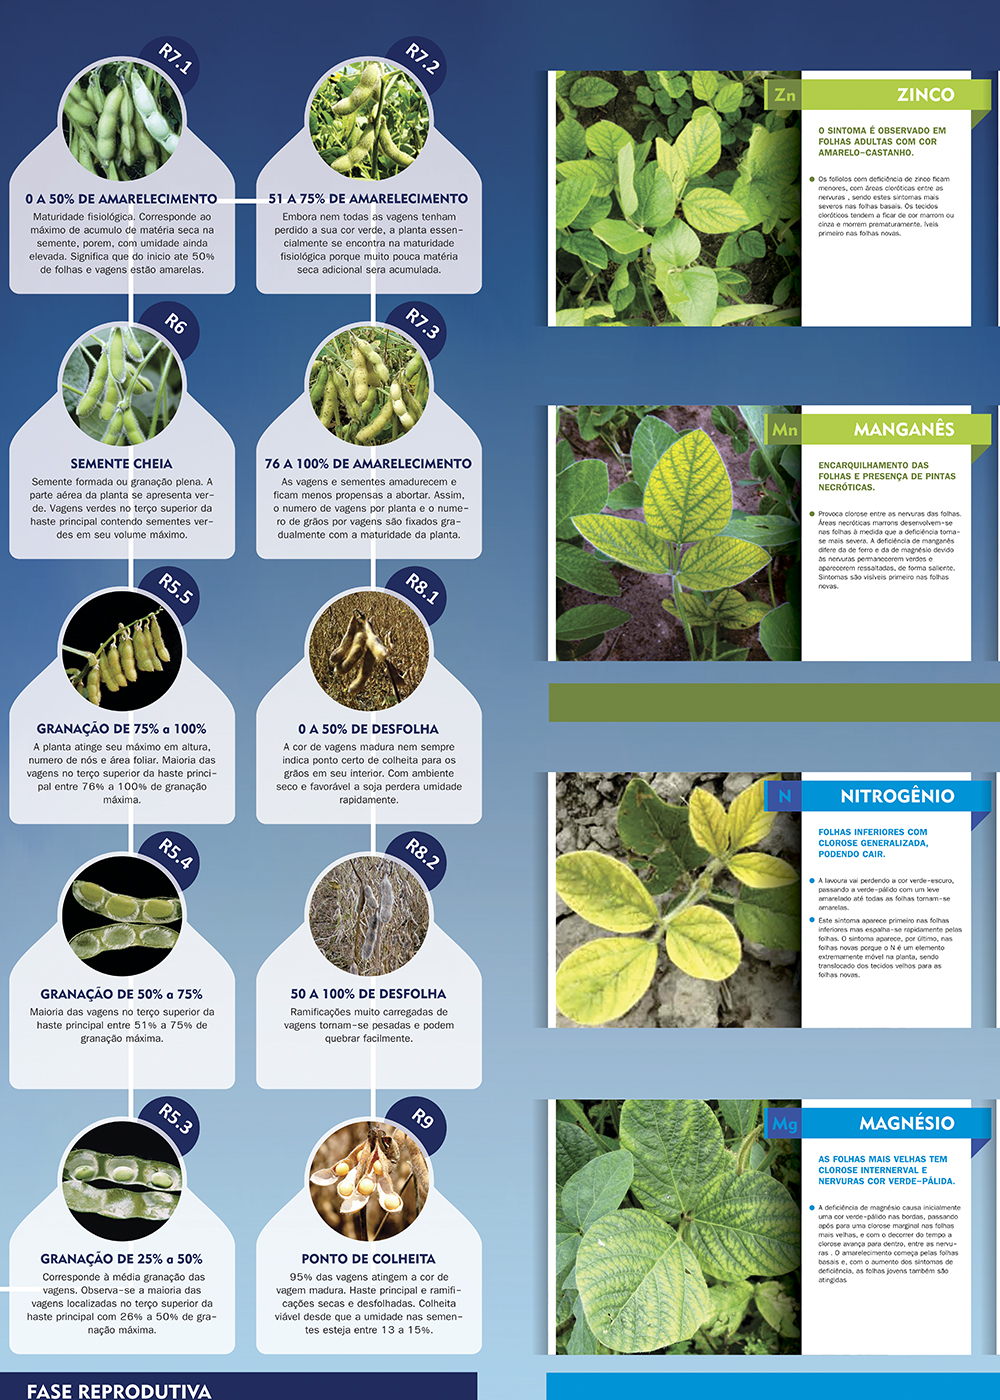 R7.1
0 A 50% DE AMARELECIMENTO
Maturidade fisiológica. Corresponde ao
máximo de acumulo de matéria seca na
semente, porem, com umidade ainda
elevada. Significa que do inicio ate 50%
de folhas e vagens estão amarelas.
R7.2
51 A 75% DE AMARELECIMENTO
Embora nem todas as vagens tenham
perdido a sua cor verde, a planta essen-
cialmente se encontra na maturidade
fisiológica porque muito pouca matéria
seca adicional sera acumulada.
R6
SEMENTE CHEIA
Semente formada ou granação plena. A
parte aérea da planta se apresenta ver-
de. Vagens verdes no terço superior da
haste principal contendo sementes ver-
des em seu volume máximo.
R7.3
76 A 100% DE AMARELECIMENTO
As vagens e sementes amadurecem e
ficam menos propensas a abortar. Assim,
o numero de vagens por planta e o nume-
ro de grãos por vagens são fixados gra-
dualmente com a maturidade da planta.
R5.5
GRANAÇÃO DE 75% a 100%
A planta atinge seu máximo em altura,
numero de nós e área foliar. Maioria das
vagens no terço superior da haste princi-
pal entre 76% a 100% de granação
máxima.
R8.1
0 A 50% DE DESFOLHA
A cor de vagens madura nem sempre
indica ponto certo de colheita para os
grãos em seu interior. Com ambiente
seco e favorável a soja perdera umidade
rapidamente.
R5.4
GRANAÇÃO DE 50% a 75%
Maioria das vagens no terço superior da
haste principal entre 51% a 75% de
granação máxima.
R8.2
50 A 100% DE DESFOLHA
Ramificações muito carregadas de
vagens tornam-se pesadas e podem
quebrar facilmente.
R5.3
GRANAÇÃO DE 25% a 50%
Corresponde à média granação das
vagens. Observa-se a maioria das
vagens localizadas no terço superior da
haste principal com 26% a 50% de gra-
nação máxima.
R9
PONTO DE COLHEITA
95% das vagens atingem a cor de
vagem madura. Haste principal e ramifi-
cações secas e desfolhadas. Colheita
viável desde que a umidade nas semen-
tes esteja entre 13 a 15%.
FASE REPRODUTIVA
Zn ZINCO
O SINTOMA É OBSERVADO EM
FOLHAS ADULTAS COM COR
AMARELO-CASTANHO.
Os folíolos com deficiência de zinco ficam
menores, com áreas cloróticas entre as
nervuras , sendo estes sintomas mais
severos nas folhas basais. Os tecidos
cloróticos tendem a ficar de cor marrom ou
cinza e morrem prematuramente. íveis
primeiro nas folhas novas.
Mn MANGANÊS
ENCARQUILHAMENTO DAS
FOLHAS E PRESENÇA DE PINTAS
NECRÓTICAS.
Provoca clorose entre as nervuras das folhas.
Áreas necróticas marrons desenvolvem-se
nas folhas à medida que a deficiência torna-
se mais severa. A deficiência de manganês
difere da de ferro e da de magnésio devido
às nervuras permanecerem verdes e
aparecerem ressaltadas, de forma saliente.
Sintomas são visíveis primeiro nas folhas
novas.
N NITROGÊNIO
FOLHAS INFERIORES COM
CLOROSE GENERALIZADA,
PODENDO CAIR.
A lavoura vai perdendo a cor verde-escuro,
passando a verde-pálido com um leve
amarelado até todas as folhas tornam-se
amarelas.
Este sintoma aparece primeiro nas folhas
inferiores mas espalha-se rapidamente pelas
folhas. O sintoma aparece, por último, nas
folhas novas porque o N é um elemento
extremamente móvel na planta, sendo
translocado dos tecidos velhos para as
folhas novas.
Mg MAGNÉSIO
AS FOLHAS MAIS VELHAS TEM
CLOROSE INTERNERVAL E
NERVURAS COR VERDE-PÁLIDA.
A deficiência de magnésio causa inicialmente
uma cor verde-pálido nas bordas, passando
após para uma clorose marginal nas folhas
mais velhas, e com o decorrer do tempo a
clorose avança para dentro, entre as nervu-
ras . O amarelecimento começa pelas folhas
basais e, com o aumento dos sintomas de
deficiência, as folhas jovens também são
atingidas